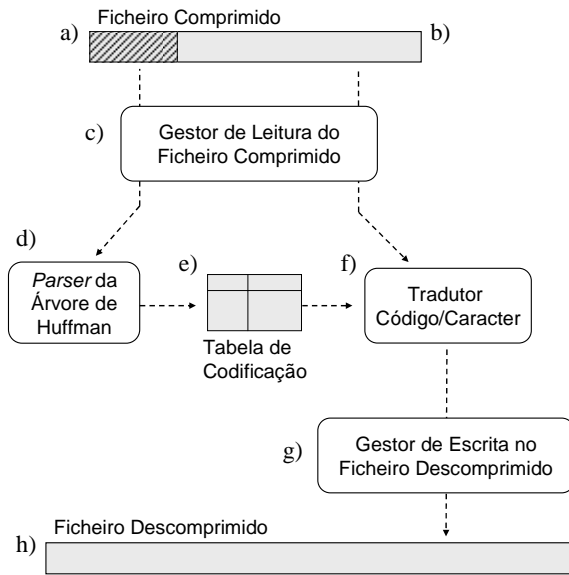 Ficheiro Comprimido
a)
b)
c)
Gestor de Leitura do
Ficheiro Comprimido
d)
Parser da
Árvore de
Huffman
e)
Tabela de
Codificação
f)
Tradutor
Código/Caracter
g)
Gestor de Escrita no
Ficheiro Descomprimido
Ficheiro Descomprimido
h)